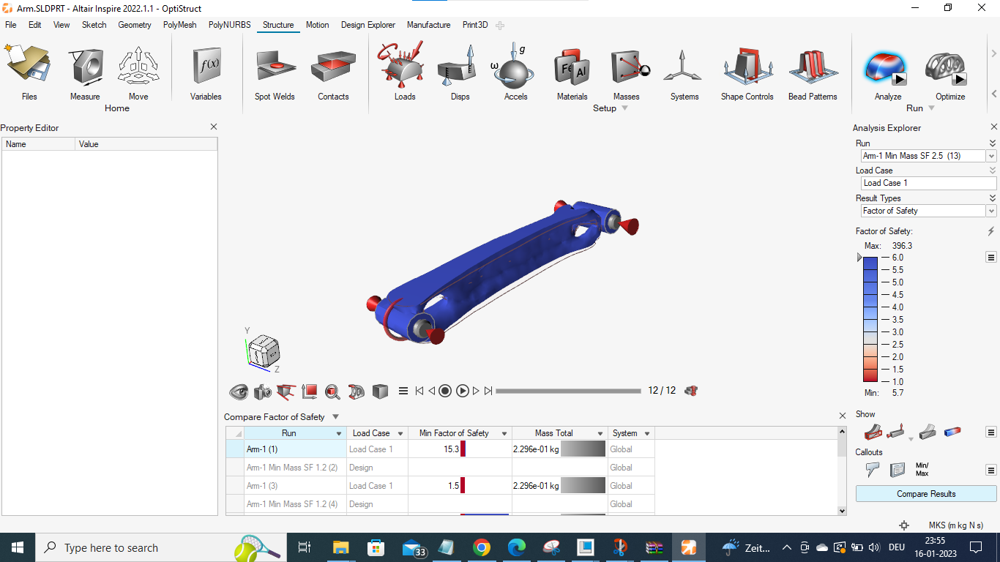 Arm.SLDPRT - Altair Inspire 2022.1.1 - OptiStruct
File Edit View Sketch Geometry PolyMesh PolyNURBS Structure Motion Design Explorer Manufacture Print3D
f(x) ω g Fe Al
Files Measure Move Variables Spot Welds Contacts Loads Disps Accels Materials Masses Systems Shape Controls Bead Patterns Analyze Optimize
Home Setup Run
Property Editor
Name Value
Analysis Explorer
Run
Arm-1 Min Mass SF 2.5 (13)
Load Case
Load Case 1
Result Types
Factor of Safety
Factor of Safety:
Max: 396.3
6.0
5.5
5.0
4.5
4.0
3.5
3.0
2.5
2.0
1.5
1.0
Min: 5.7
Show
Callouts
Min/
Max
Compare Results
Y
Z
12 / 12
Compare Factor of Safety
Run Load Case Min Factor of Safety Mass Total System
Arm-1 (1) Load Case 1 15.3 2.296e-01 kg Global
Arm-1 Min Mass SF 1.2 (2) Design Global
Arm-1 (3) Load Case 1 1.5 2.296e-01 kg Global
Arm-1 Min Mass SF 1.2 (4) Design Global
MKS (m kg N s)
Type here to search
33
Zeit...
DEU
23:55
16-01-2023